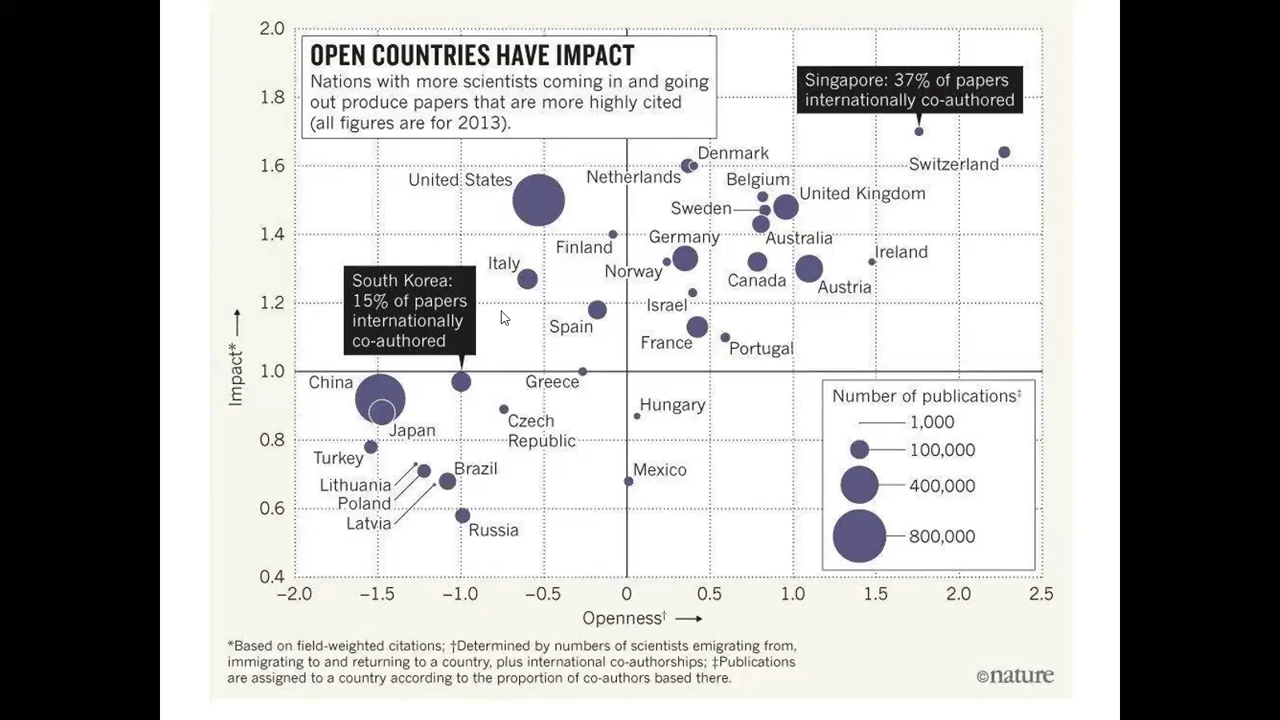 OPEN COUNTRIES HAVE IMPACT
Nations with more scientists coming in and going
out produce papers that are more highly cited
(all figures are for 2013).
Singapore: 37% of papers
internationally co-authored
South Korea:
15% of papers
internationally
co-authored
Denmark
Netherlands
Switzerland
United States
Belgium
United Kingdom
Sweden
Australia
Finland
Germany
Ireland
Italy
Norway
Canada
Austria
Israel
Spain
France
Portugal
China
Greece
Hungary
Czech
Republic
Japan
Turkey
Brazil
Mexico
Lithuania
Poland
Latvia
Russia
Number of publications‡
1,000
100,000
400,000
800,000
2.0
1.8
1.6
1.4
1.2
1.0
0.8
0.6
0.4
Impact*
−2.0 −1.5 −1.0 −0.5 0 0.5 1.0 1.5 2.0 2.5
Openness†
*Based on field-weighted citations; †Determined by numbers of scientists emigrating from,
immigrating to and returning to a country, plus international co-authorships; ‡Publications
are assigned to a country according to the proportion of co-authors based there.
©nature